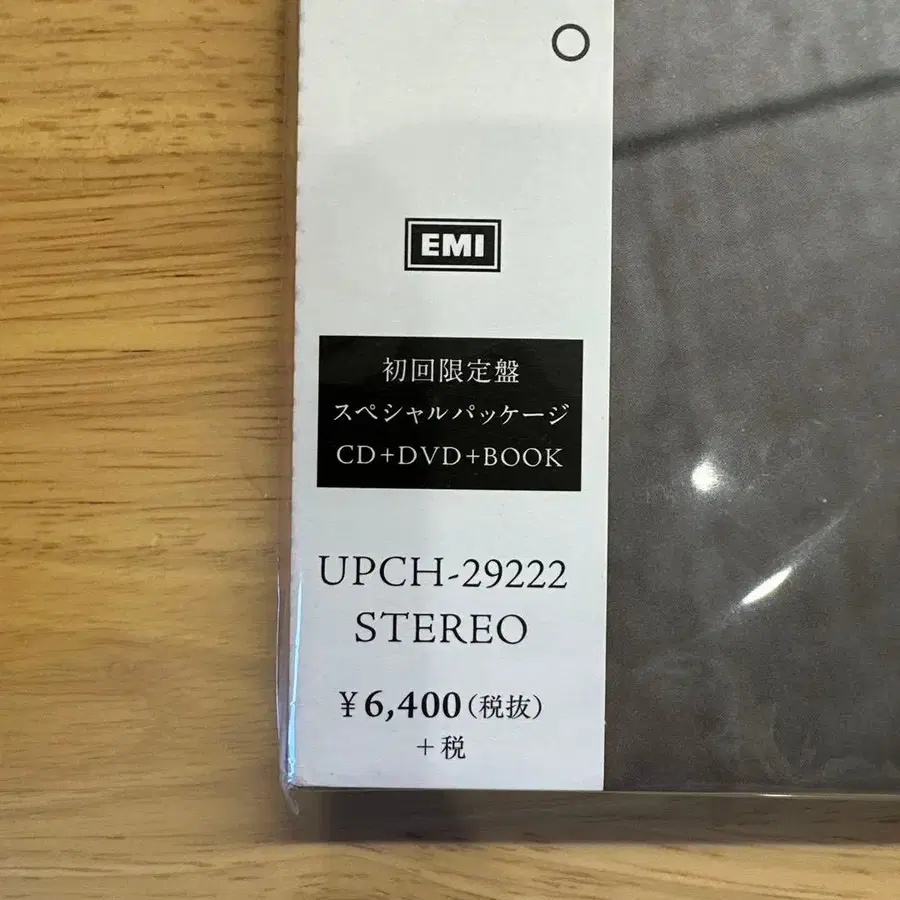 EMI
初回限定盤
スペシャルパッケージ
CD+DVD+BOOK
UPCH-29222
STEREO
¥6,400(税抜)
+税